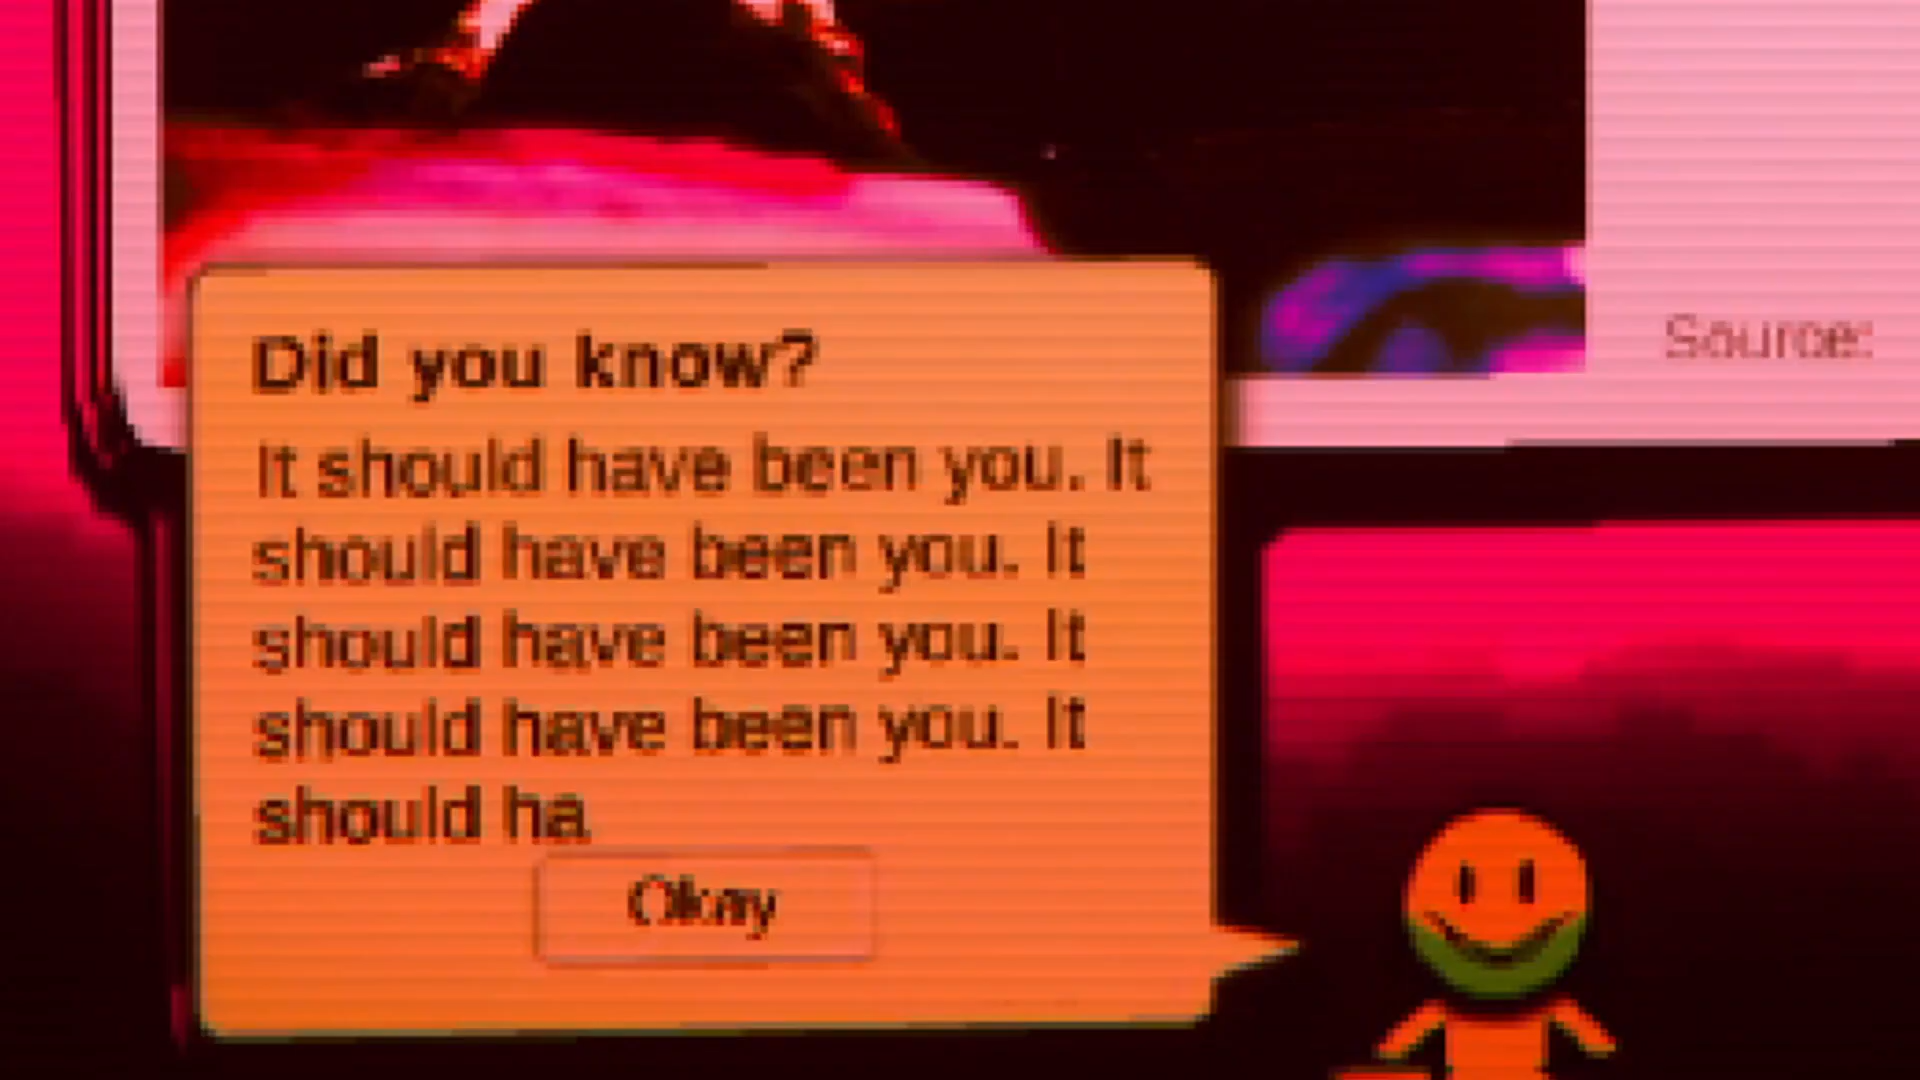 Source:
Did you know?
It should have been you. It
should have been you. It
should have been you. It
should have been you. It
should ha
Okay